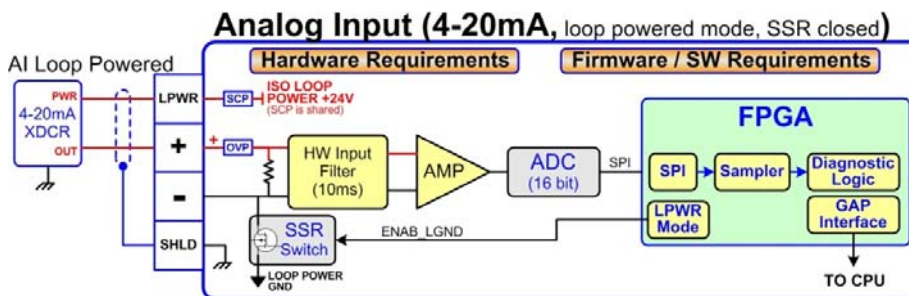 Analog Input (4-20mA, loop powered mode, SSR closed)
Hardware Requirements
Firmware / SW Requirements
AI Loop Powered
PWR
4-20mA
XDCR
OUT
LPWR
+
-
SHLD
SCP
ISO LOOP
POWER +24V
(SCP is shared)
+
OVP
HW Input
Filter
(10ms)
AMP
ADC
(16 bit)
SPI
FPGA
SPI
Sampler
Diagnostic
Logic
LPWR
Mode
GAP
Interface
SSR
Switch
ENAB_LGND
LOOP POWER
GND
TO CPU